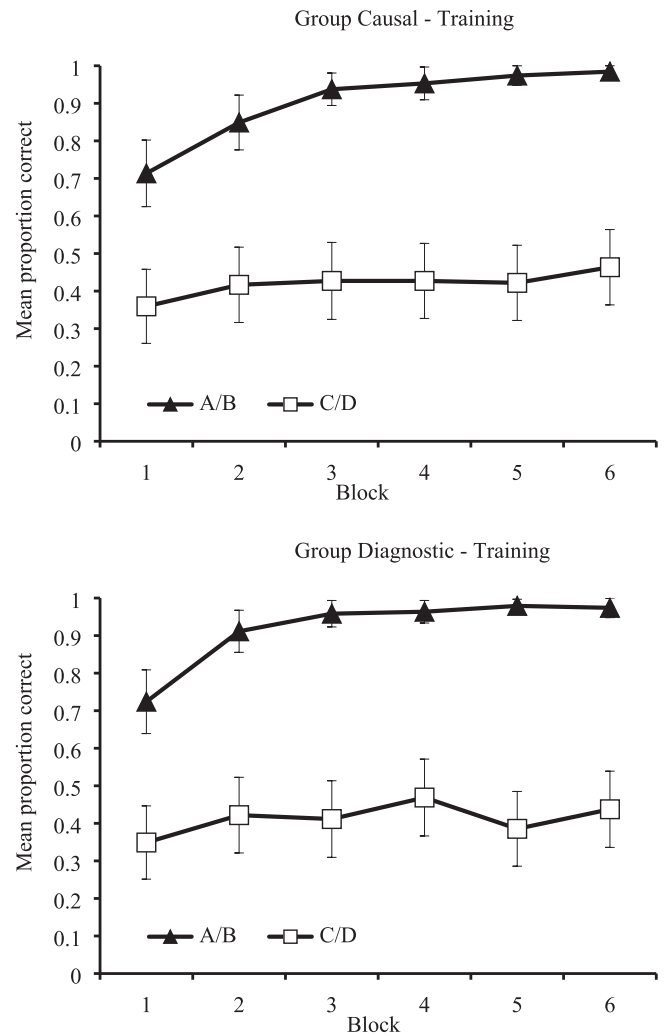 Group Causal - Training
Mean proportion correct
1
0.9
0.8
0.7
0.6
0.5
0.4
0.3
0.2
0.1
0
A/B C/D
1 2 3 4 5 6
Block
Group Diagnostic - Training
Mean proportion correct
1
0.9
0.8
0.7
0.6
0.5
0.4
0.3
0.2
0.1
0
A/B C/D
1 2 3 4 5 6
Block